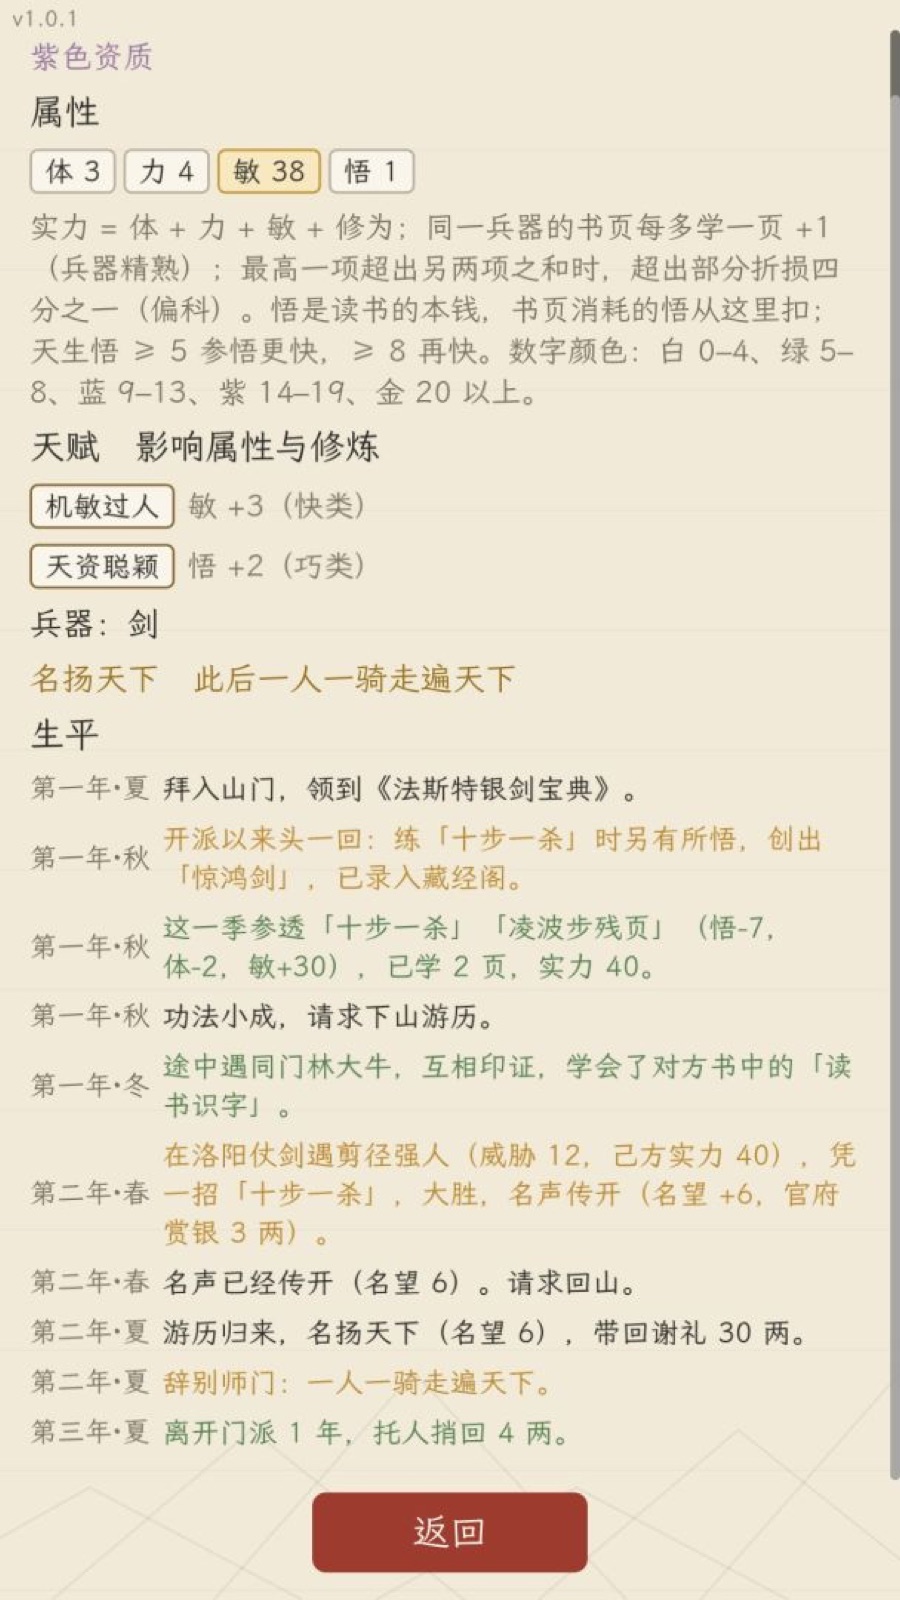 v1.0.1
紫色资质
属性
体 3 力 4 敏 38 悟 1
实力 = 体 + 力 + 敏 + 修为；同一兵器的书页每多学一页 +1
（兵器精熟）；最高一项超出另两项之和时，超出部分折损四
分之一（偏科）。悟是读书的本钱，书页消耗的悟从这里扣；
天生悟 ≥ 5 参悟更快，≥ 8 再快。数字颜色：白 0–4、绿 5–
8、蓝 9–13、紫 14–19、金 20 以上。
天赋 影响属性与修炼
机敏过人 敏 +3（快类）
天资聪颖 悟 +2（巧类）
兵器：剑
名扬天下 此后一人一骑走遍天下
生平
第一年·夏 拜入山门，领到《法斯特银剑宝典》。
第一年·秋 开派以来头一回：练「十步一杀」时另有所悟，创出
「惊鸿剑」，已录入藏经阁。
第一年·秋 这一季参透「十步一杀」「凌波步残页」（悟-7，
体-2，敏+30），已学 2 页，实力 40。
第一年·秋 功法小成，请求下山游历。
第一年·冬 途中遇同门林大牛，互相印证，学会了对方书中的「读
书识字」。
第二年·春 在洛阳仗剑遇剪径强人（威胁 12，己方实力 40），凭
一招「十步一杀」，大胜，名声传开（名望 +6，官府
赏银 3 两）。
第二年·春 名声已经传开（名望 6）。请求回山。
第二年·夏 游历归来，名扬天下（名望 6），带回谢礼 30 两。
第二年·夏 辞别师门：一人一骑走遍天下。
第三年·夏 离开门派 1 年，托人捎回 4 两。
返回